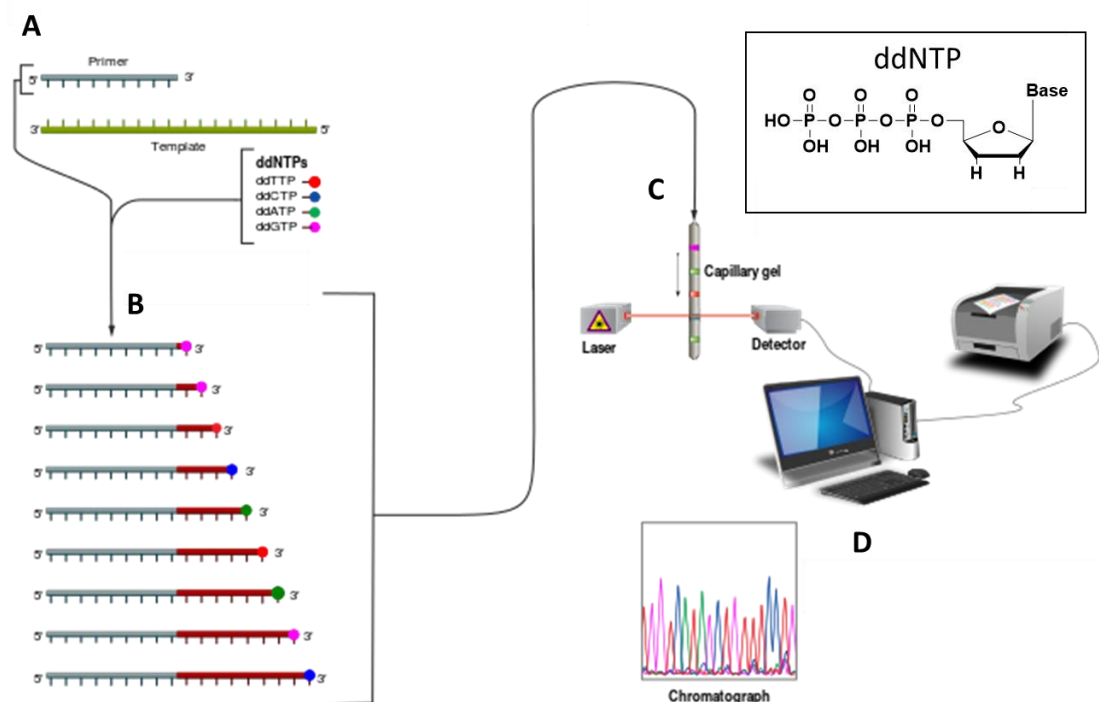 A
Primer
5' 3'
3' 5'
Template
ddNTPs
ddTTP
ddCTP
ddATP
ddGTP
B
5' 3'
5' 3'
5' 3'
5' 3'
5' 3'
5' 3'
5' 3'
5' 3'
5' 3'
C
Capillary gel
Laser
Detector
ddNTP
O O O Base
HO P O P O P O O
OH OH OH
H H
D
Chromatograph